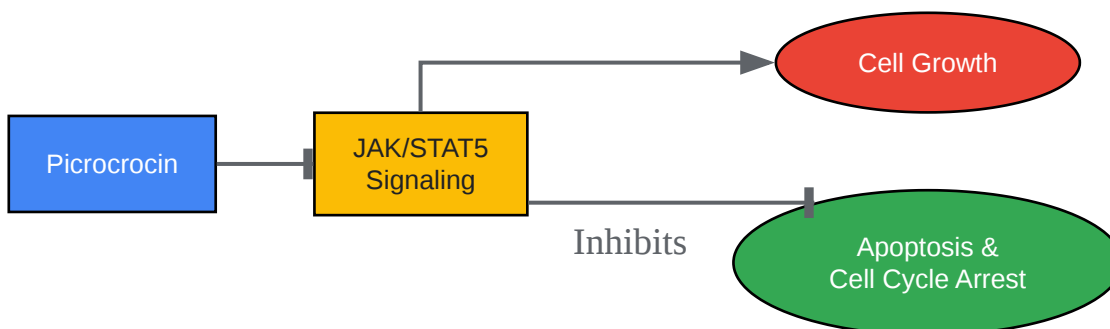 Cell Growth
Picrocrocin
JAK/STAT5
Signaling
Inhibits
Apoptosis &
Cell Cycle Arrest